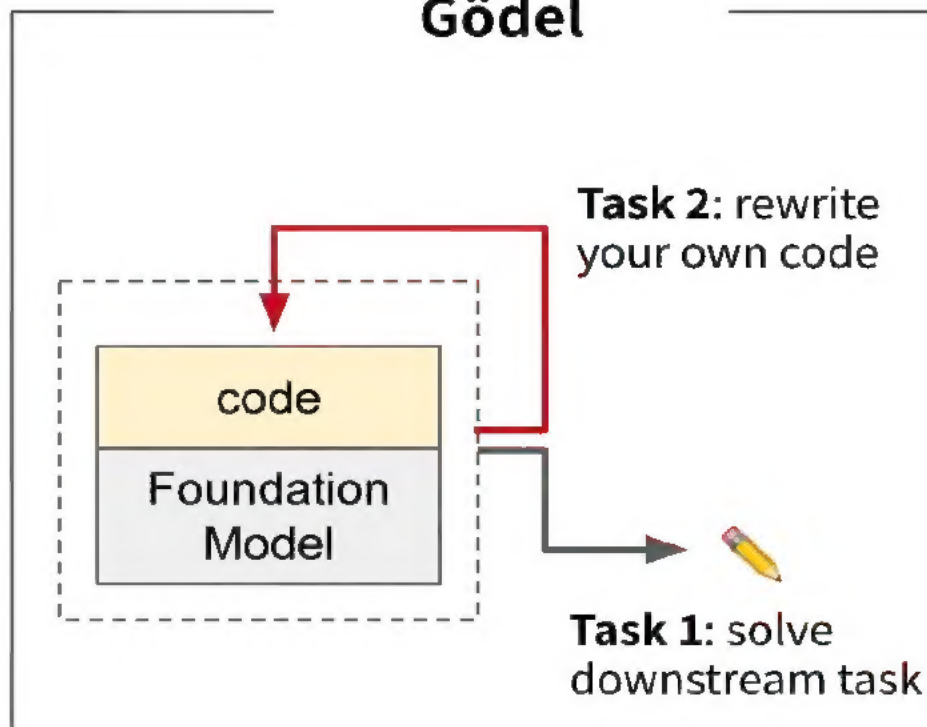 Gödel
Task 2: rewrite
your own code
code
Foundation
Model
Task 1: solve
downstream task